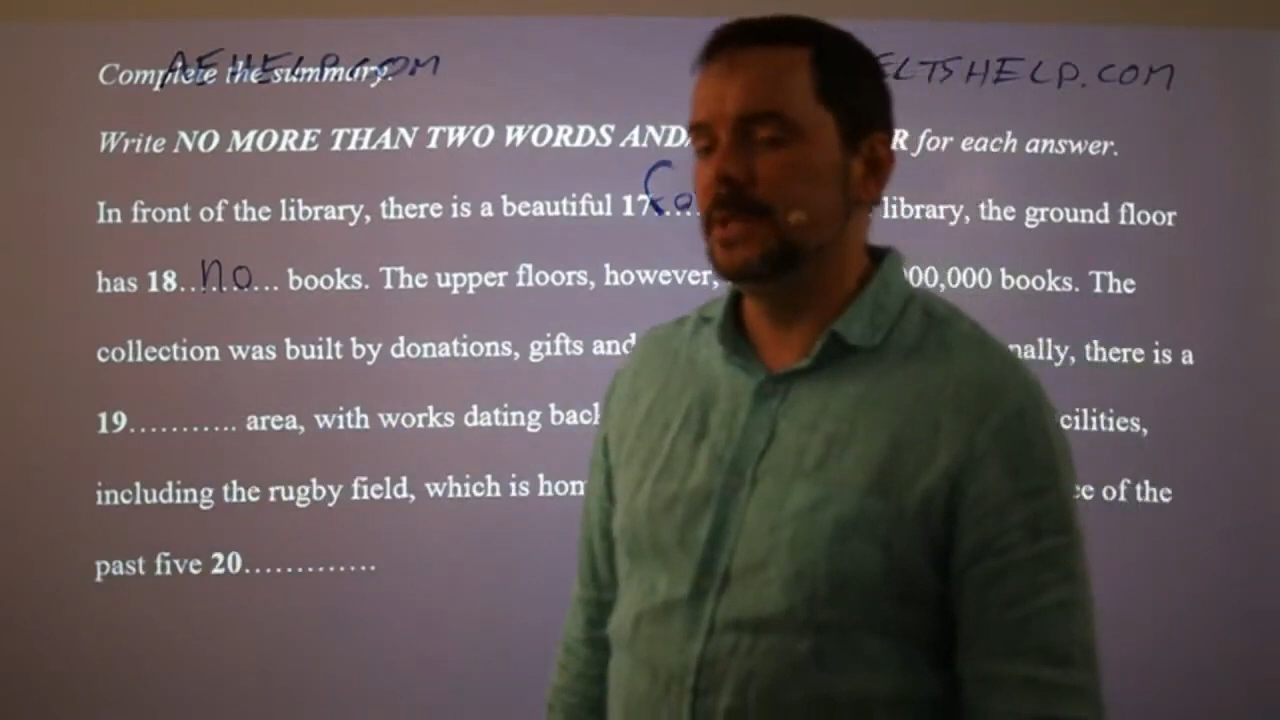 AEHELP.COM ELTSHELP.COM
Complete the summary.
Write NO MORE THAN TWO WORDS AND R for each answer.
In front of the library, there is a beautiful 17.... library, the ground floor
has 18...no... books. The upper floors, however, 00,000 books. The
collection was built by donations, gifts and nally, there is a
19........... area, with works dating back cilities,
including the rugby field, which is hom of the
past five 20.............